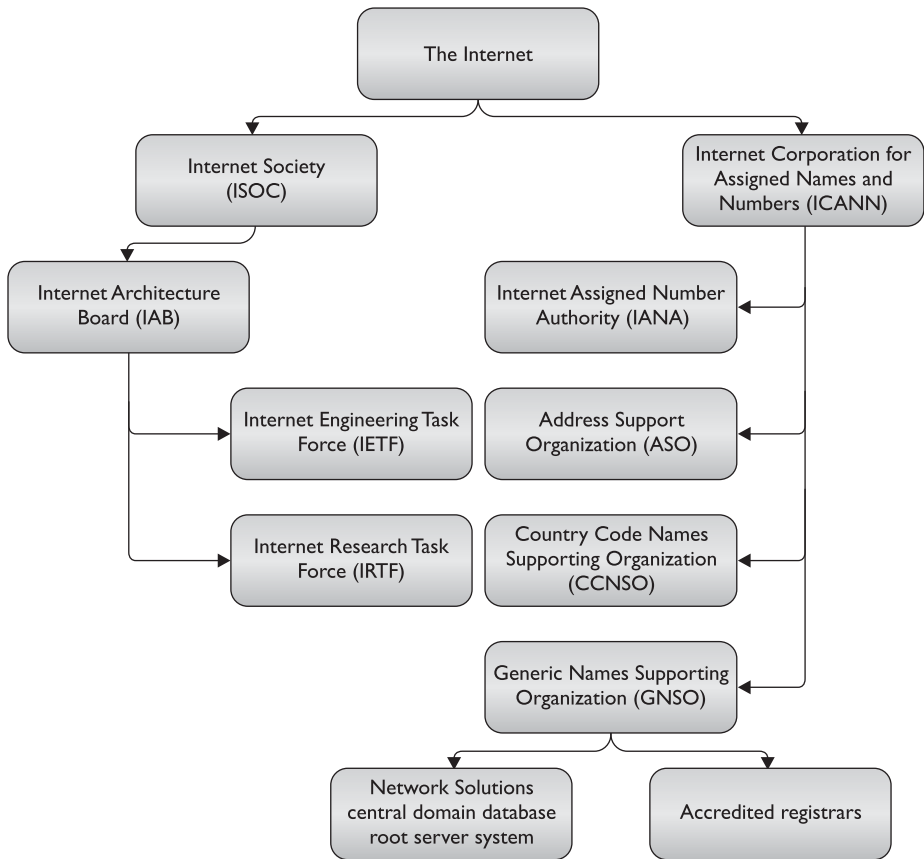 The Internet
Internet Society
(ISOC)
Internet Corporation for
Assigned Names and
Numbers (ICANN)
Internet Architecture
Board (IAB)
Internet Assigned Number
Authority (IANA)
Internet Engineering Task
Force (IETF)
Address Support
Organization (ASO)
Internet Research Task
Force (IRTF)
Country Code Names
Supporting Organization
(CCNSO)
Generic Names Supporting
Organization (GNSO)
Network Solutions
central domain database
root server system
Accredited registrars